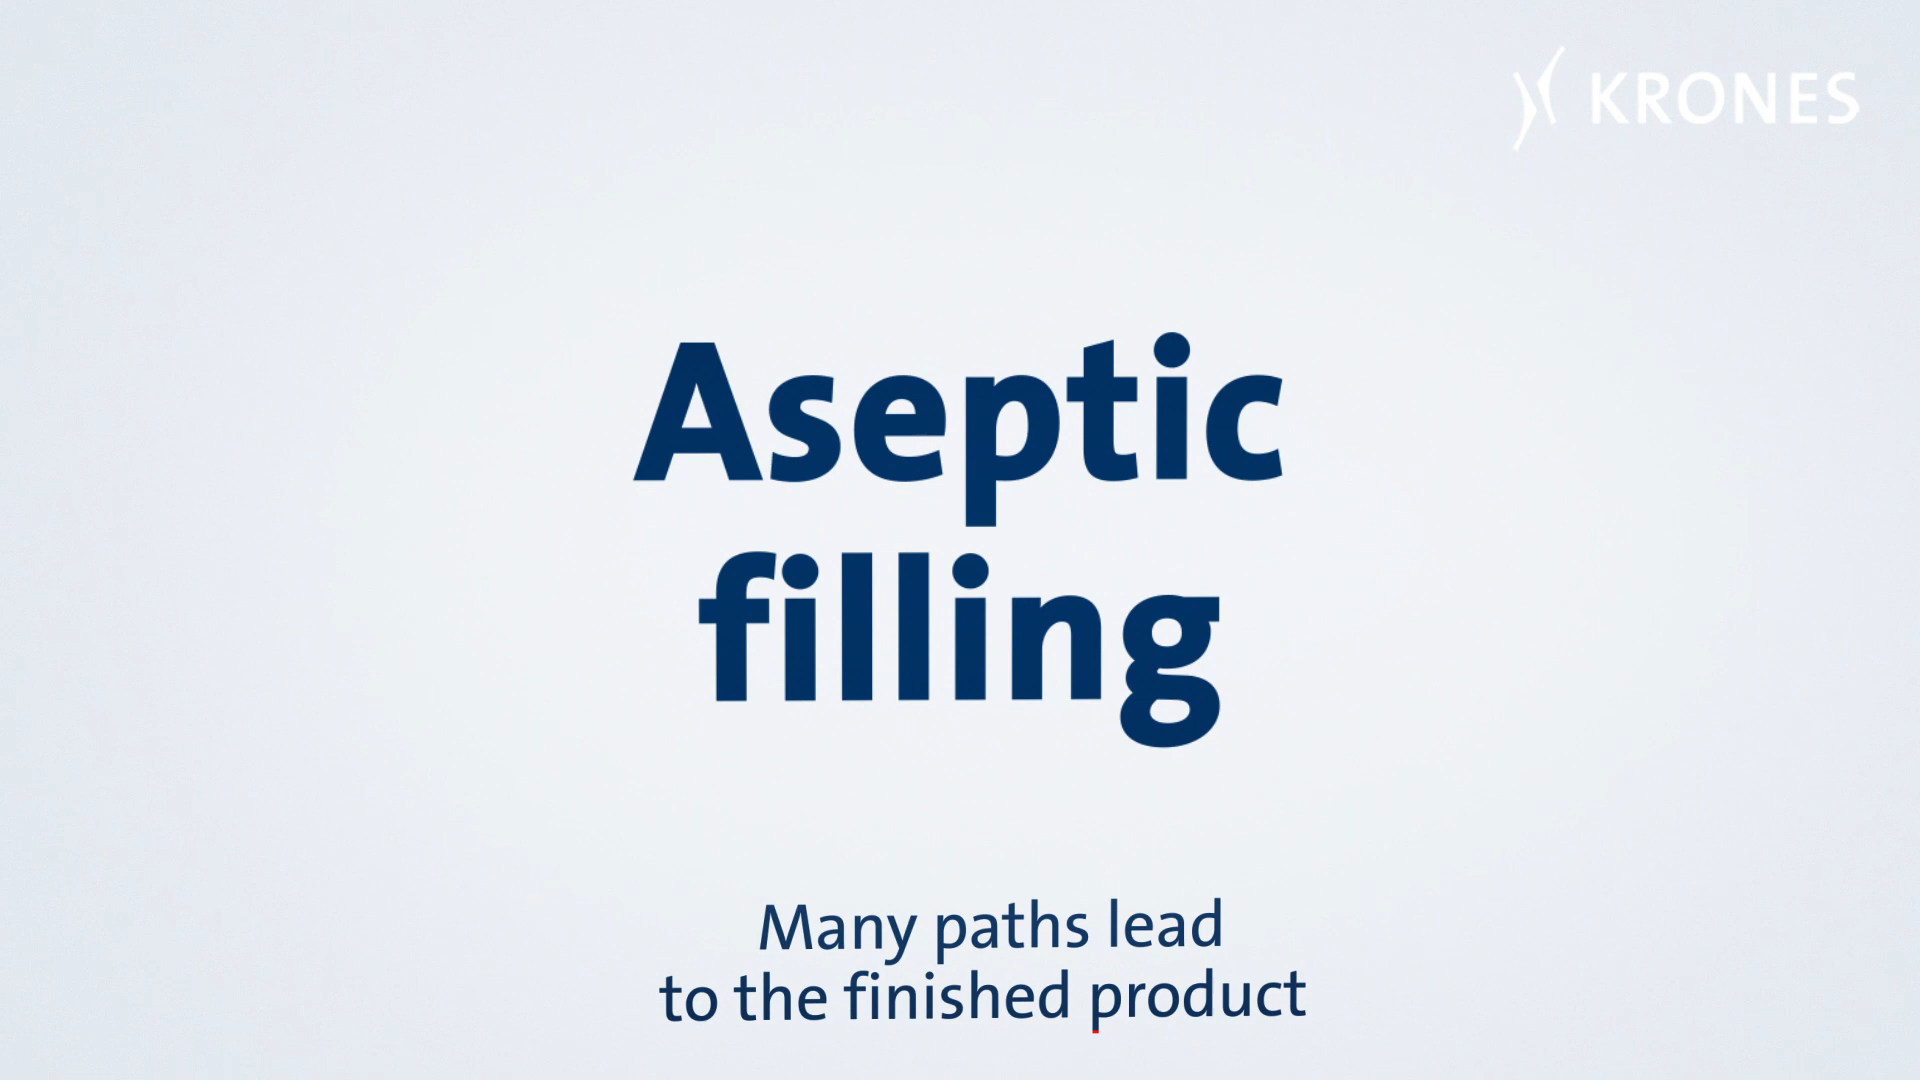 KRONES
Aseptic
filling
Many paths lead
to the finished product